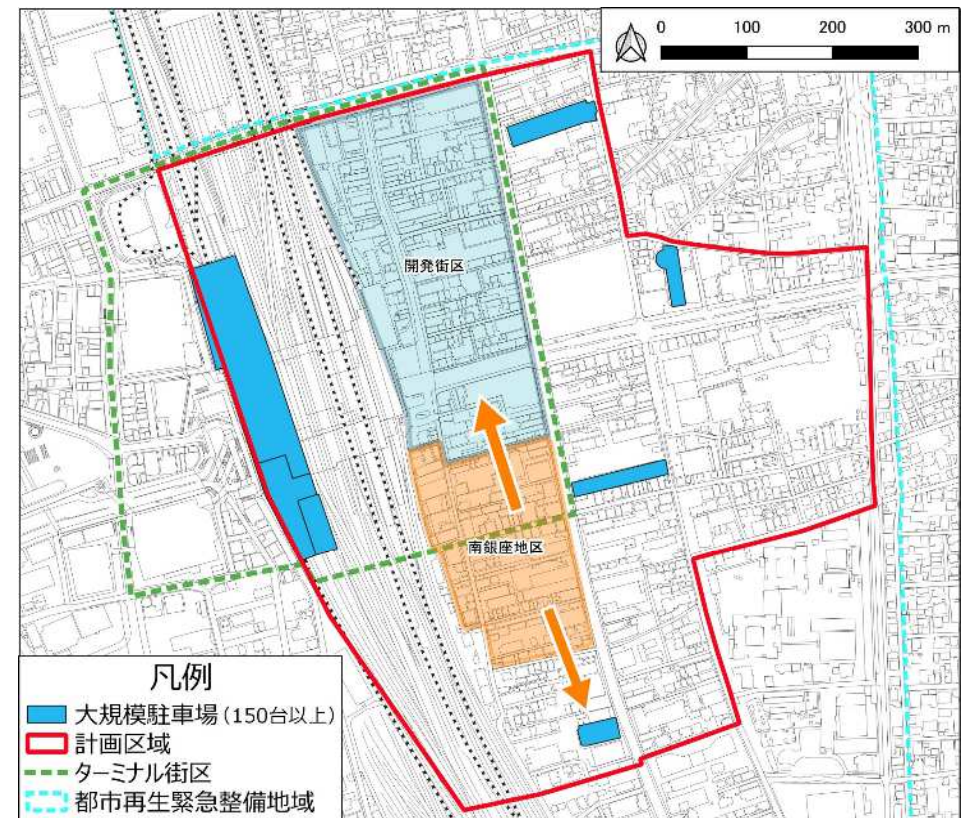 0 100 200 300 m
開発街区
南銀座地区
凡例
大規模駐車場(150台以上)
計画区域
ターミナル街区
都市再生緊急整備地域